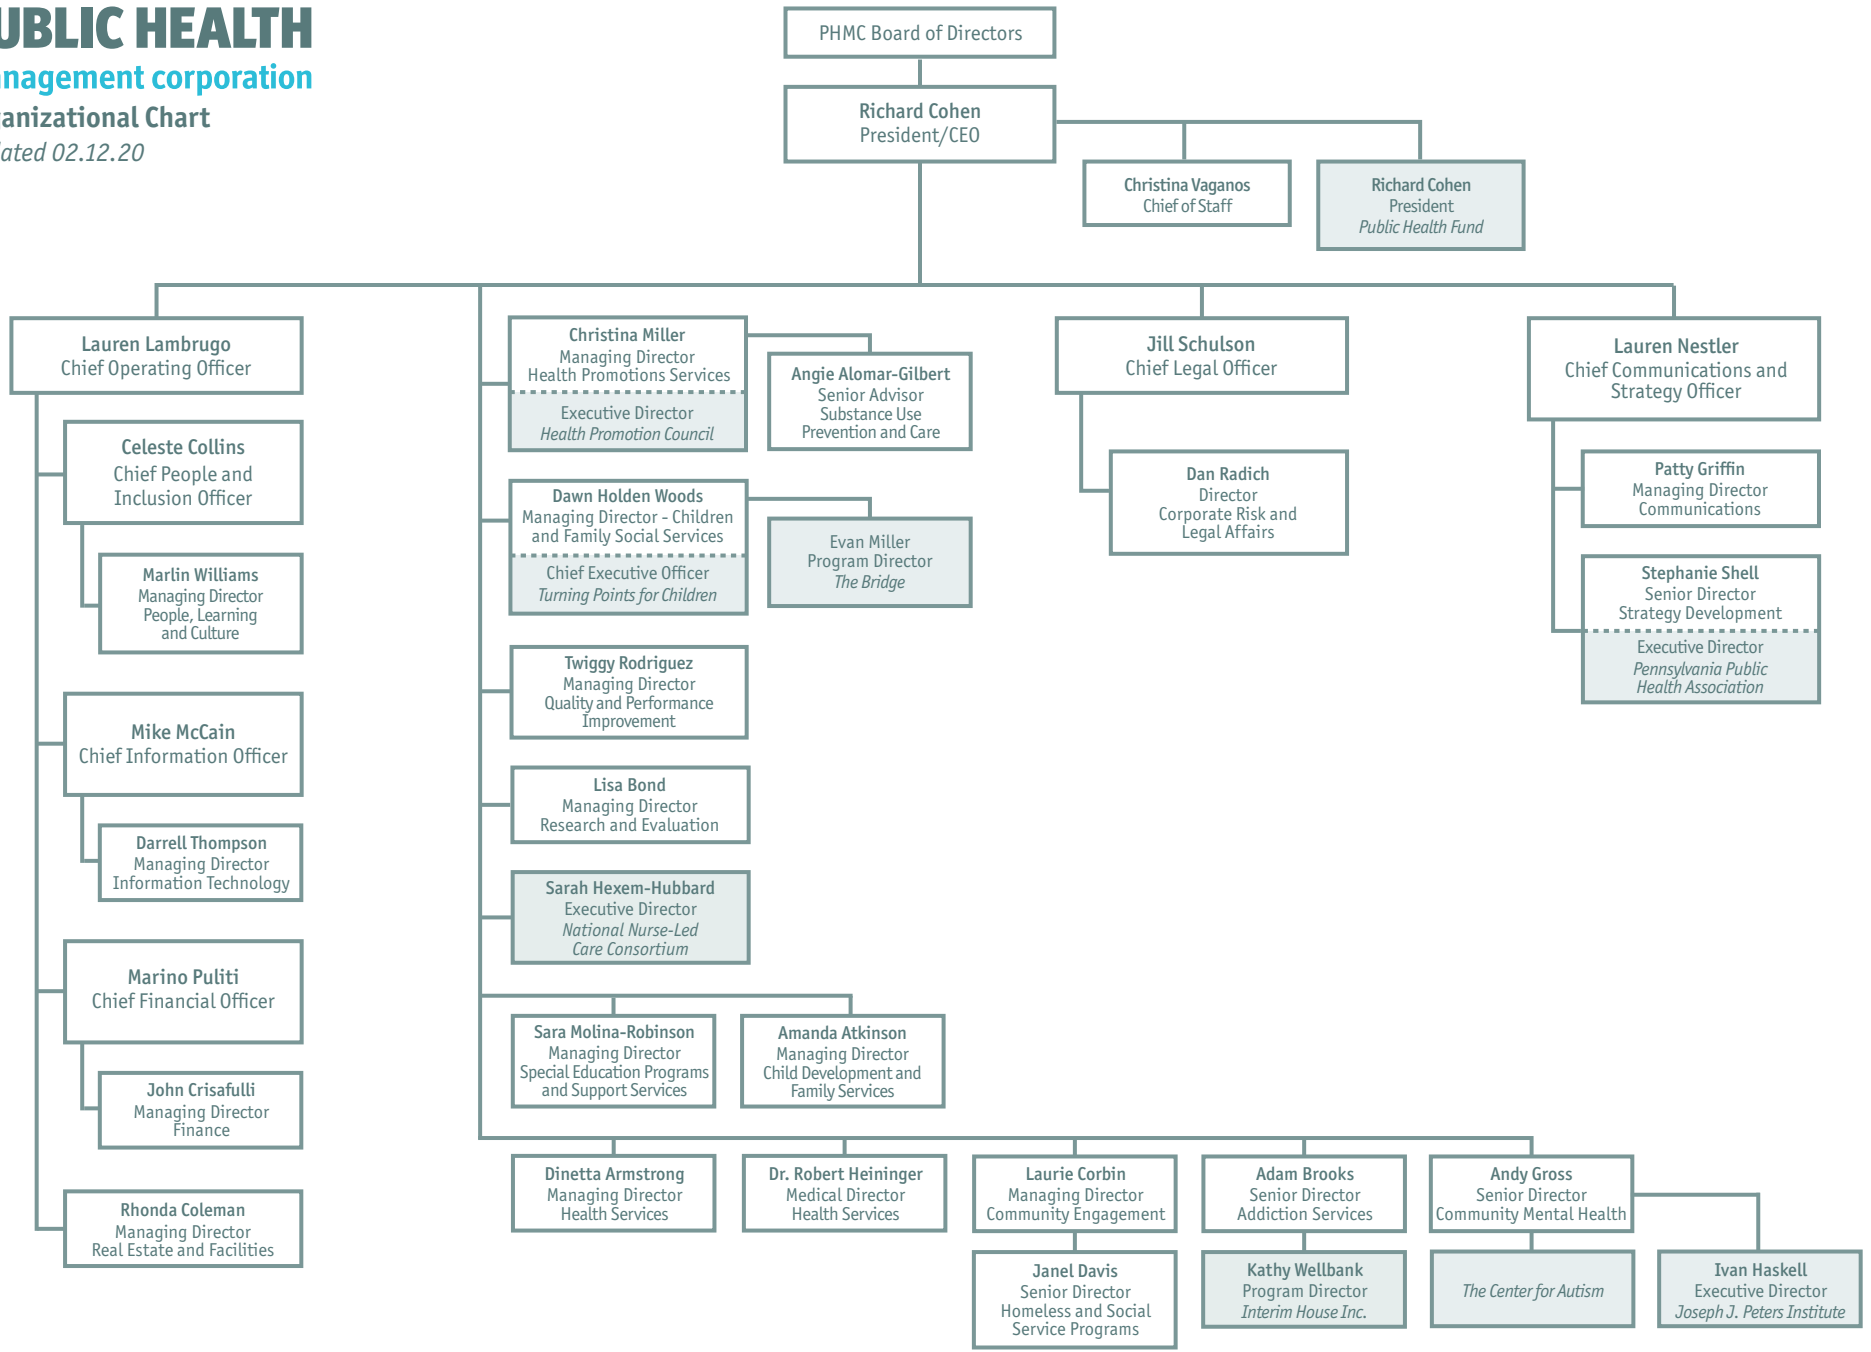 UBLIC HEALTH
nagement corporation
anizational Chart
ated 02.12.20
PHMC Board of Directors
Richard Cohen
President/CEO
Christina Vaganos
Chief of Staff
Richard Cohen
President
Public Health Fund
Lauren Lambrugo
Chief Operating Officer
Celeste Collins
Chief People and
Inclusion Officer
Marlin Williams
Managing Director
People, Learning
and Culture
Mike McCain
Chief Information Officer
Darrell Thompson
Managing Director
Information Technology
Marino Puliti
Chief Financial Officer
John Crisafulli
Managing Director
Finance
Rhonda Coleman
Managing Director
Real Estate and Facilities
Christina Miller
Managing Director
Health Promotions Services
Executive Director
Health Promotion Council
Angie Alomar-Gilbert
Senior Advisor
Substance Use
Prevention and Care
Dawn Holden Woods
Managing Director - Children
and Family Social Services
Chief Executive Officer
Turning Points for Children
Evan Miller
Program Director
The Bridge
Twiggy Rodriguez
Managing Director
Quality and Performance
Improvement
Lisa Bond
Managing Director
Research and Evaluation
Sarah Hexem-Hubbard
Executive Director
National Nurse-Led
Care Consortium
Sara Molina-Robinson
Managing Director
Special Education Programs
and Support Services
Amanda Atkinson
Managing Director
Child Development and
Family Services
Dinetta Armstrong
Managing Director
Health Services
Dr. Robert Heininger
Medical Director
Health Services
Laurie Corbin
Managing Director
Community Engagement
Janel Davis
Senior Director
Homeless and Social
Service Programs
Adam Brooks
Senior Director
Addiction Services
Kathy Wellbank
Program Director
Interim House Inc.
Andy Gross
Senior Director
Community Mental Health
The Center for Autism
Ivan Haskell
Executive Director
Joseph J. Peters Institute
Jill Schulson
Chief Legal Officer
Dan Radich
Director
Corporate Risk and
Legal Affairs
Lauren Nestler
Chief Communications and
Strategy Officer
Patty Griffin
Managing Director
Communications
Stephanie Shell
Senior Director
Strategy Development
Executive Director
Pennsylvania Public
Health Association